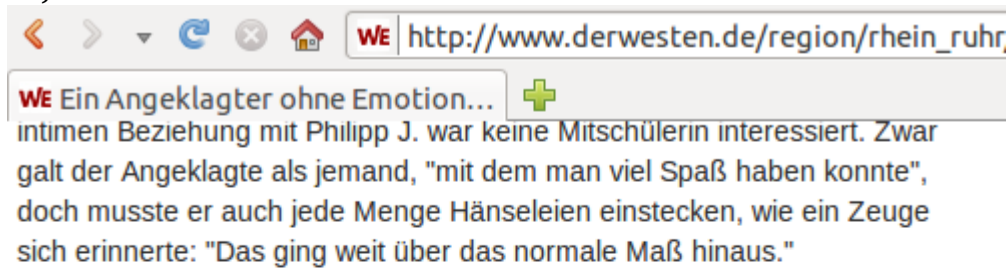 WE http://www.derwesten.de/region/rhein_ruhr/
WE Ein Angeklagter ohne Emotion...
intimen Beziehung mit Philipp J. war keine Mitschülerin interessiert. Zwar
galt der Angeklagte als jemand, "mit dem man viel Spaß haben konnte",
doch musste er auch jede Menge Hänseleien einstecken, wie ein Zeuge
sich erinnerte: "Das ging weit über das normale Maß hinaus."